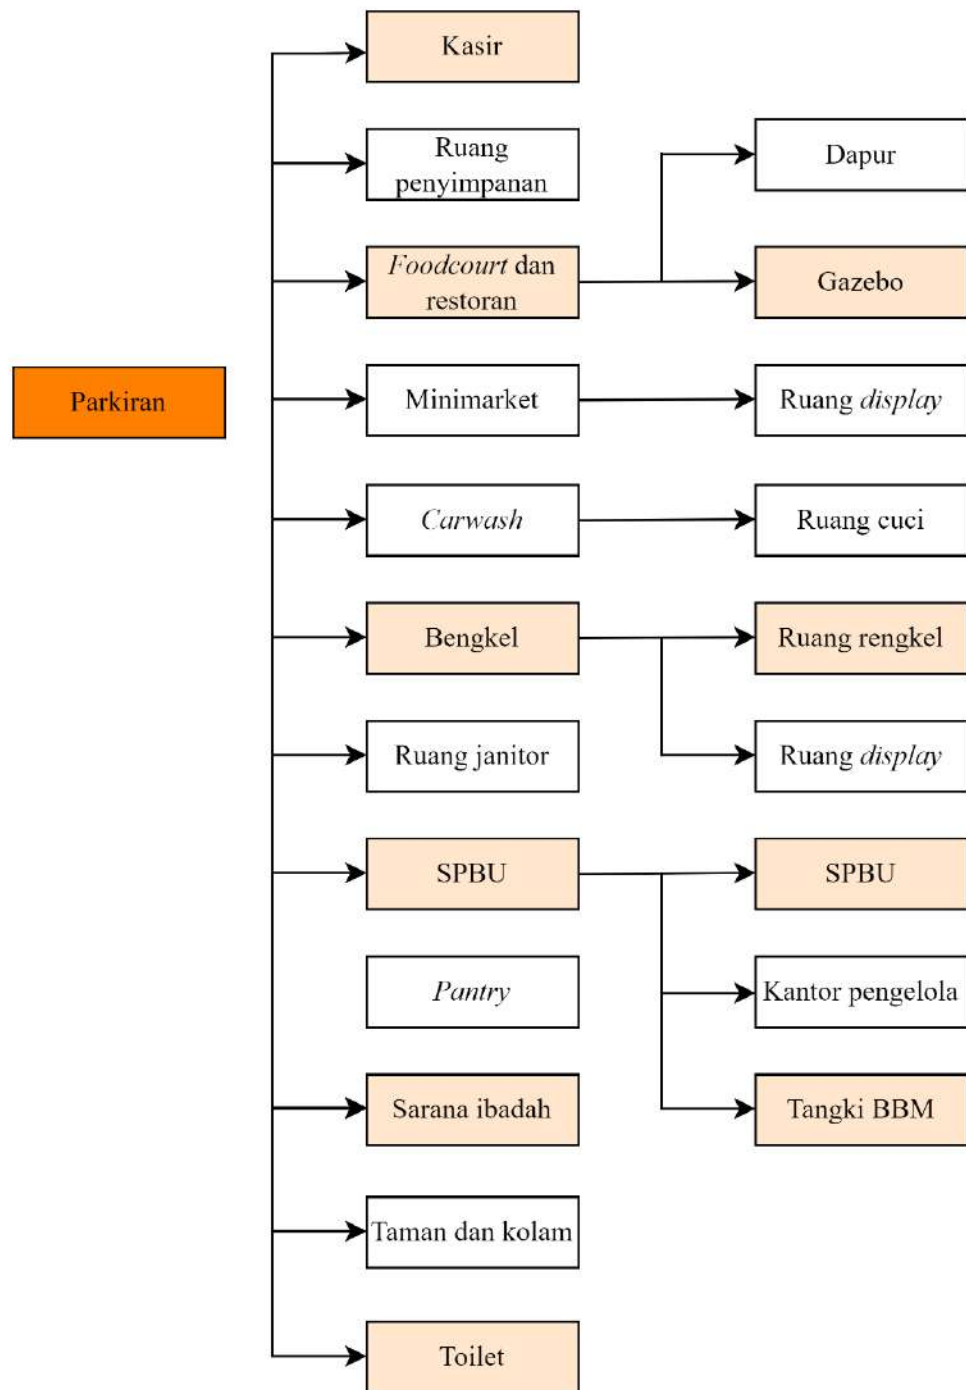 Kasir
Ruang
penyimpanan
Dapur
Foodcourt dan
restoran
Gazebo
Parkiran
Minimarket
Ruang display
Carwash
Ruang cuci
Bengkel
Ruang rengkel
Ruang janitor
Ruang display
SPBU
SPBU
Pantry
Kantor pengelola
Sarana ibadah
Tangki BBM
Taman dan kolam
Toilet